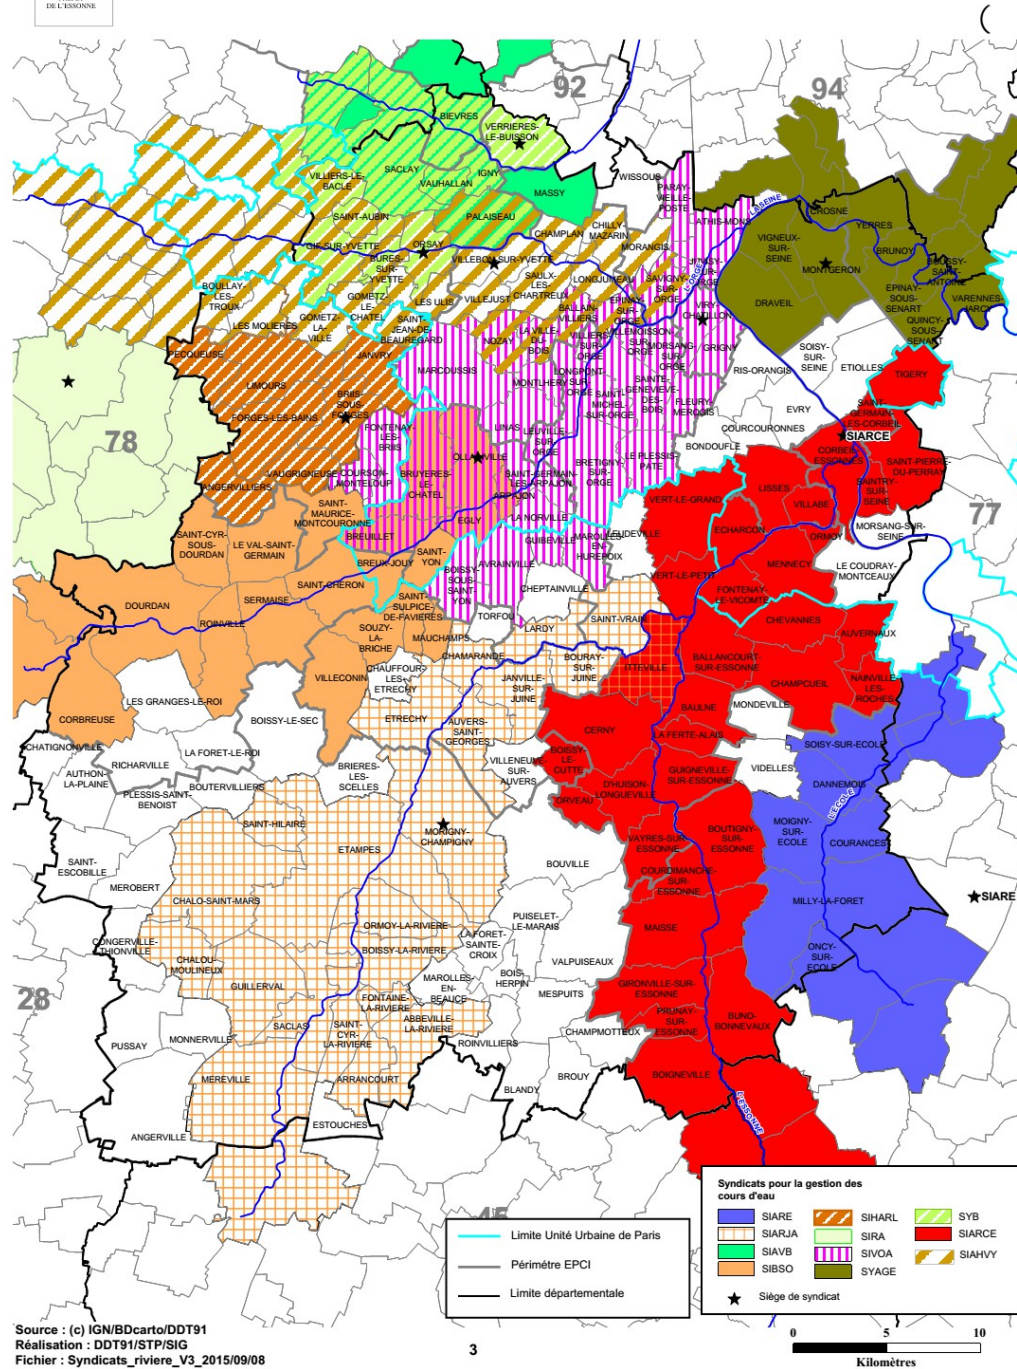 DE L'ESSONNE
92
94
BIEVRES
VERRIERES-
LE-BUISSON
WISSOUS
SACLAY
IGNY
VILLIERS-LE-
BACLE
VAUHALLAN
MASSY
PARAY-
VIEILLE-
POSTE
LA SEINE
CROSNE
SAINT-AUBIN
PALAISEAU
ATHIS-MONS
YERRES
CHILLY-
MAZARIN
CHAMPLAN
MORANGIS
VIGNEUX-
SUR-
SEINE
BRUNOY
GIF-SUR-YVETTE
ORSAY
VILLEBON-SUR-YVETTE
BURES-
SUR-
YVETTE
MONTGERON
BOUSSY-
SAINT-
ANTOINE
SAULX-
LES-
CHARTREUX
LONGJUMEAU
SAVIGNY-
SUR-
ORGE
JUVISY-
SUR-
ORGE
L'ORGE
EPINAY-
SOUS-
SENART
VARENNES-
JARCY
BOULLAY-
LES-
TROUX
GOMETZ-
LE-
CHATEL
LES ULIS
VILLEJUST
BALLAIN-
VILLIERS
EPINAY-
SUR-
ORGE
VIRY-
CHATILLON
DRAVEIL
GOMETZ-
LA-
VILLE
SAINT-
JEAN-DE-
BEAUREGARD
QUINCY-
SOUS-
SENART
LES MOLIERES
NOZAY
LA VILLE-
DU-
BOIS
VILLIERS-
SUR-
ORGE
VILLEMOISSON-
SUR-
ORGE
MORSANG-
SUR-
ORGE
GRIGNY
SOISY-
SUR-
SEINE
ETIOLLES
PECQUEUSE
JANVRY
MARCOUSSIS
RIS-ORANGIS
TIGERY
LIMOURS
BRIIS-
SOUS-
FORGES
MONTLHERY
LONGPONT-
SUR-
ORGE
SAINTE-
GENEVIEVE-
DES-
BOIS
FLEURY-
MEROGIS
EVRY
SAINT-
GERMAIN-
LES-CORBEIL
FORGES-LES-BAINS
FONTENAY-
LES-
BRIIS
LINAS
SAINT-
MICHEL-
SUR-ORGE
COURCOURONNES
SIARCE
78
LEUVILLE-
SUR-
ORGE
BONDOUFLE
CORBEIL-
ESSONNES
OLLAINVILLE
LE PLESSIS-
PATE
SAINT-PIERRE-
DU-PERRAY
VAUGRIGNEUSE
COURSON-
MONTELOUP
BRUYERES-
LE-
CHATEL
SAINT-GERMAIN-
LES-ARPAJON
BRETIGNY-
SUR-
ORGE
SAINTRY-
SUR-
SEINE
ANGERVILLIERS
ARPAJON
VERT-LE-GRAND
LISSES
VILLABE
SAINT-
MAURICE-
MONTCOURONNE
EGLY
LA NORVILLE
77
SAINT-CYR-
SOUS-
DOURDAN
LE VAL-SAINT-
GERMAIN
BREUILLET
GUIBEVILLE
MAROLLES-
EN-
HUREPOIX
LEUDEVILLE
ECHARCON
ORMOY
MORSANG-SUR-
SEINE
BREUX-JOUY
SAINT-
YON
AVRAINVILLE
MENNECY
LE COUDRAY-
MONTCEAUX
SAINT-CHERON
BOISSY-
SOUS-
SAINT-
YON
CHEPTAINVILLE
VERT-LE-PETIT
FONTENAY-
LE-VICOMTE
DOURDAN
SERMAISE
SAINT-
SULPICE-
DE-FAVIERES
ROINVILLE
TORFOU
SAINT-VRAIN
CHEVANNES
SOUZY-
LA-
BRICHE
MAUCHAMPS
LARDY
AUVERNAUX
CHAMARANDE
VILLECONIN
CHAUFFOUR-
LES-
ETRECHY
BOURAY-
SUR-
JUINE
ITTEVILLE
BALLANCOURT-
SUR-ESSONNE
LES GRANGES-LE-ROI
JANVILLE-
SUR-
JUINE
CHAMPCUEIL
NAINVILLE-
LES-
ROCHES
CORBREUSE
BOISSY-LE-SEC
ETRECHY
AUVERS-
SAINT-
GEORGES
BAULNE
MONDEVILLE
CERNY
LA FERTE-ALAIS
CHATIGNONVILLE
LA FORET-LE-ROI
SOISY-SUR-ECOLE
RICHARVILLE
BRIERES-
LES-
SCELLES
VILLENEUVE-
SUR-
AUVERS
BOISSY-
LE-
CUTTE
AUTHON-
LA-PLAINE
GUIGNEVILLE-
SUR-ESSONNE
VIDELLES
BOUTERVILLIERS
D'HUISON-
LONGUEVILLE
DANNEMOIS
PLESSIS-SAINT-
BENOIST
ORVEAU
L'ECOLE
SAINT-HILAIRE
MORIGNY-
CHAMPIGNY
MOIGNY-
SUR-
ECOLE
ETAMPES
VAYRES-SUR-
ESSONNE
BOUTIGNY-
SUR-
ESSONNE
COURANCES
SAINT-
ESCOBILLE
BOUVILLE
COURDIMANCHE-
SUR-
ESSONNE
MEROBERT
SIARE
CHALO-SAINT-MARS
MILLY-LA-FORET
PUISELET-
LE-MARAIS
ORMOY-LA-RIVIERE
MAISSE
CONGERVILLE-
THIONVILLE
BOISSY-LA-RIVIERE
LA FORET-
SAINTE-
CROIX
ONCY-
SUR-
ECOLE
CHALOU-
MOULINEUX
VALPUISEAUX
28
GUILLERVAL
MAROLLES-
EN-
BEAUCE
BOIS-
HERPIN
GIRONVILLE-SUR-
ESSONNE
MESPUITS
FONTAINE-
LA-RIVIERE
ABBEVILLE-
LA-RIVIERE
PRUNAY-
SUR-
ESSONNE
BUNO-
BONNEVAUX
SACLAS
SAINT-
CYR-
LA-RIVIERE
CHAMPMOTTEUX
PUSSAY
MONNERVILLE
ROINVILLIERS
MEREVILLE
ARRANCOURT
BROUY
BOIGNEVILLE
BLANDY
L'ESSONNE
ESTOUCHES
ANGERVILLE
45
Limite Unité Urbaine de Paris
Périmétre EPCI
Limite départementale
Syndicats pour la gestion des
cours d'eau
SIARE SIHARL SYB
SIARJA SIRA SIARCE
SIAVB SIVOA SIAHVY
SIBSO SYAGE
Siège de syndicat
0 5 10
Kilomètres
Source : (c) IGN/BDcarto/DDT91
Réalisation : DDT91/STP/SIG
Fichier : Syndicats_riviere_V3_2015/09/08
3